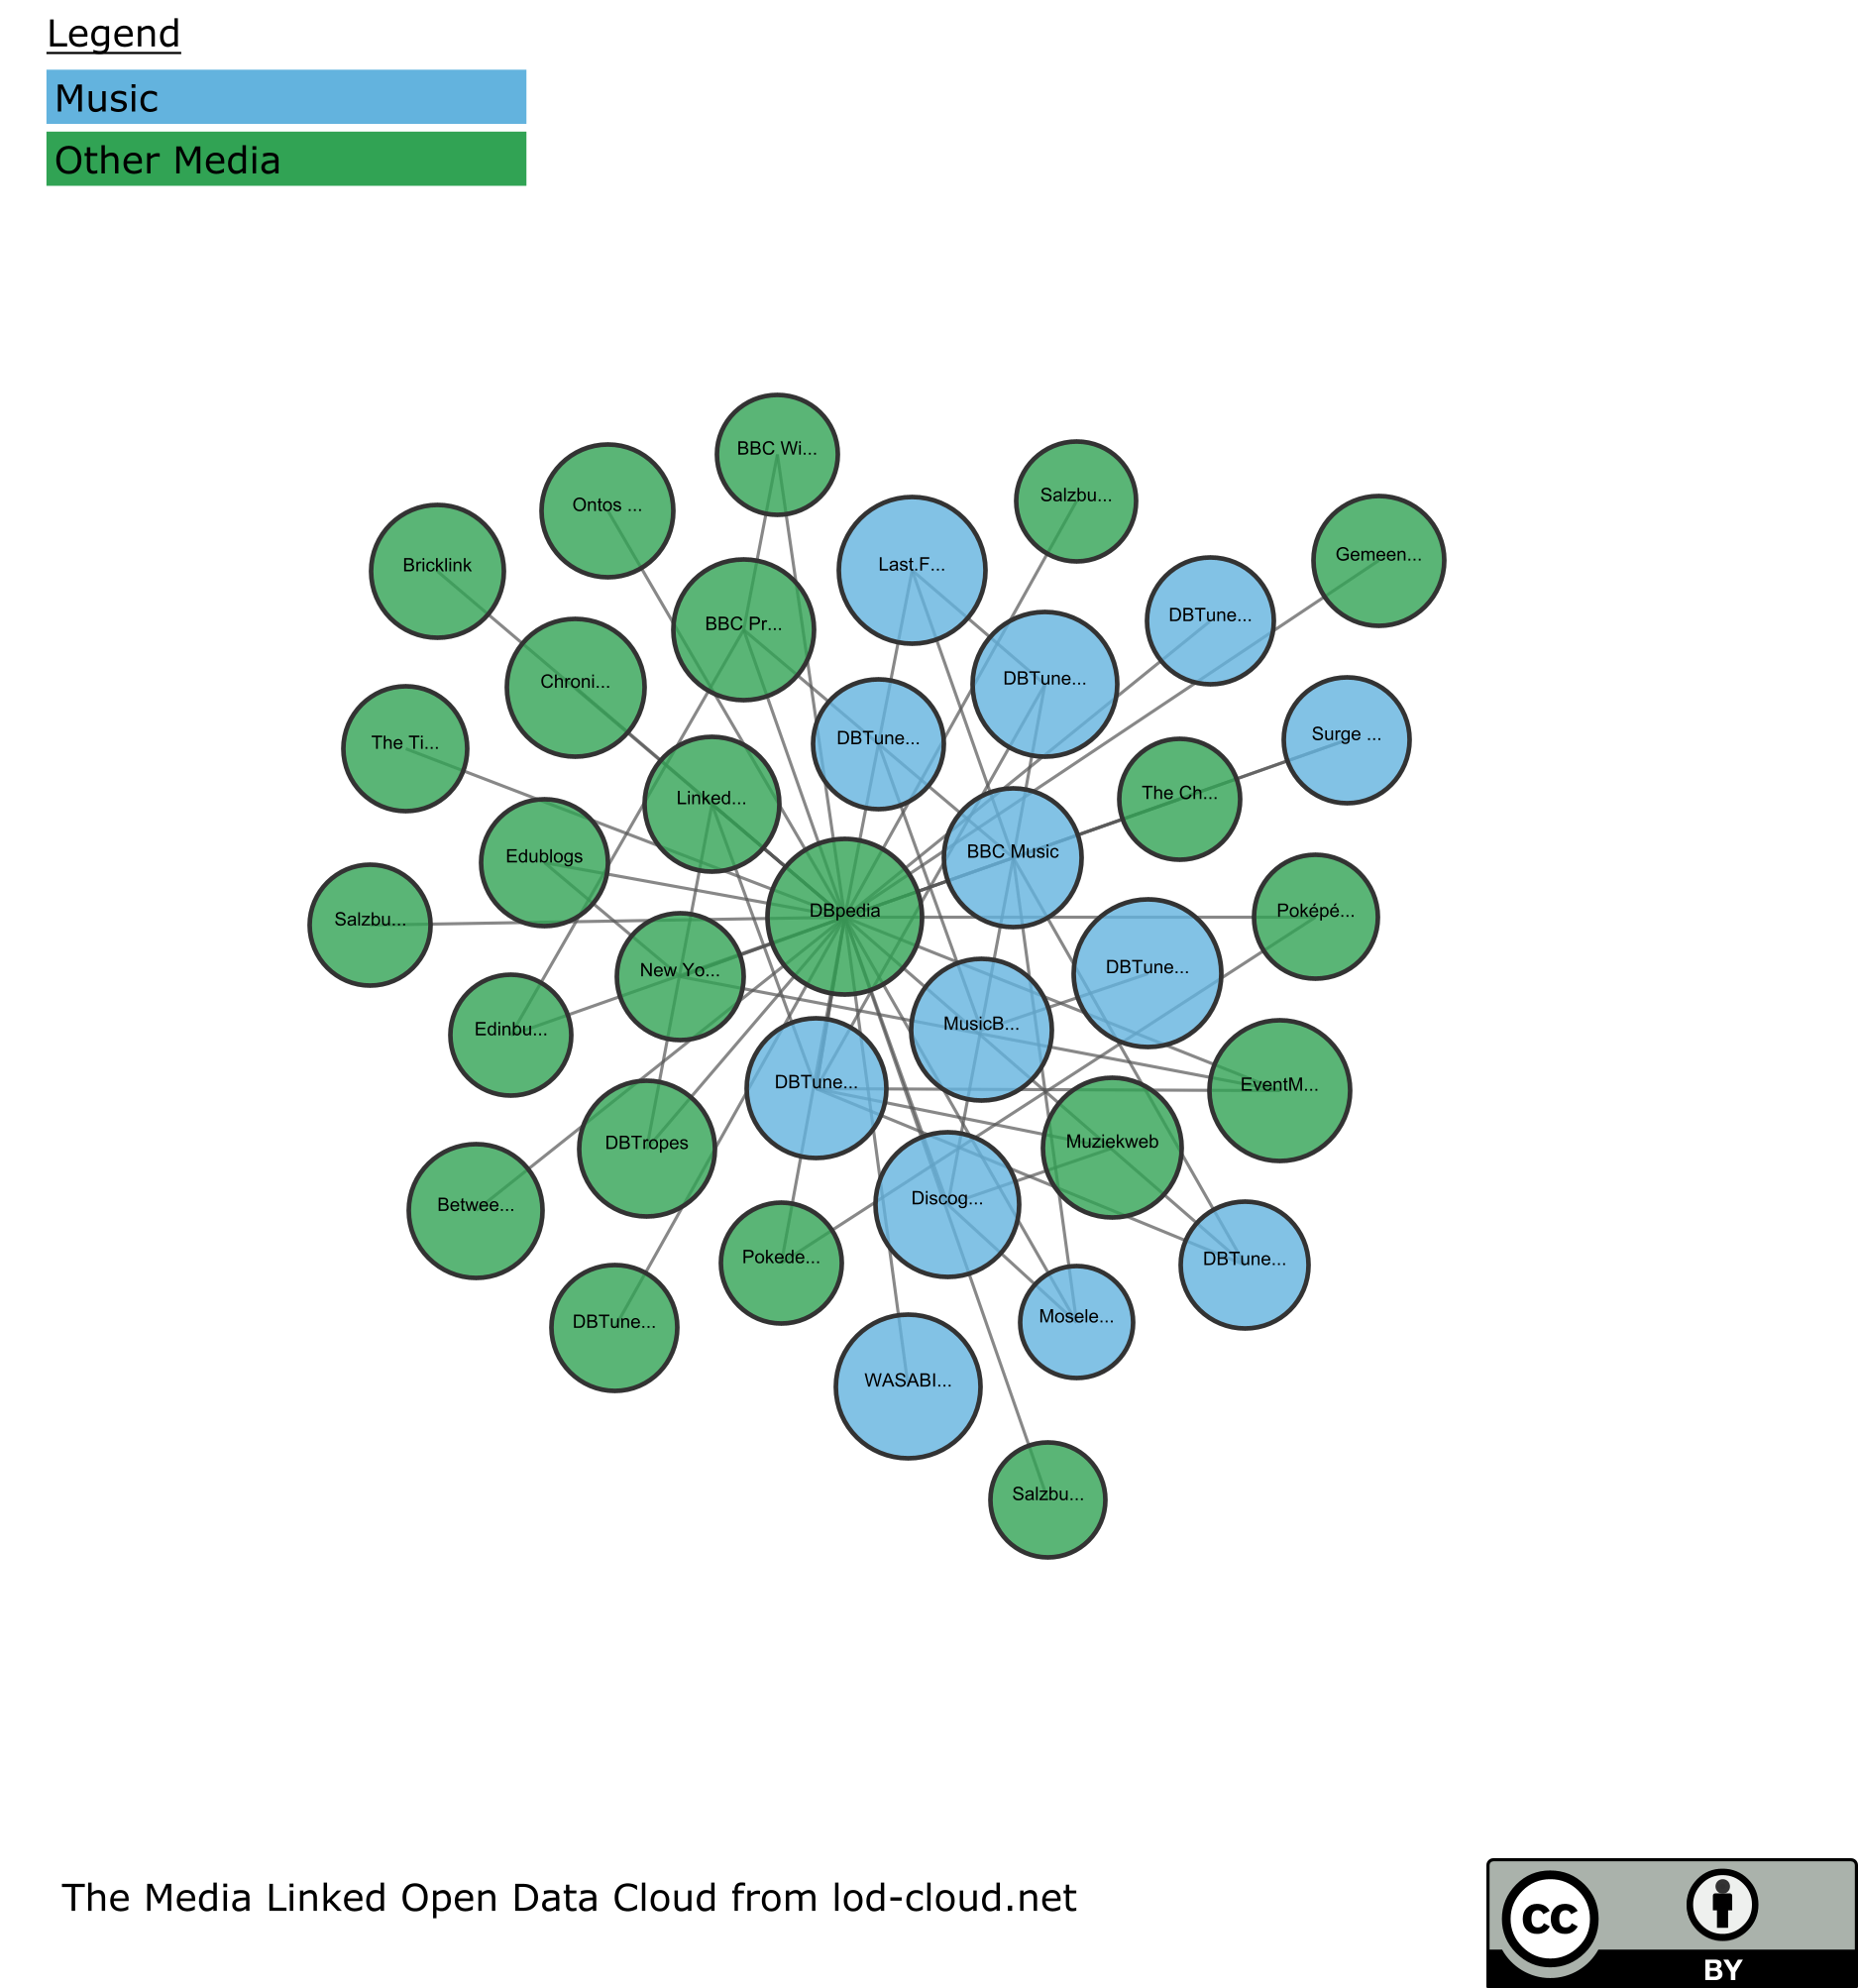 Legend
Music
Other Media
BBC Wi...
Salzbu...
Ontos ...
Gemeen...
Last.F...
Bricklink
DBTune...
BBC Pr...
DBTune...
Chroni...
Surge ...
DBTune...
The Ti...
The Ch...
Linked...
BBC Music
Edublogs
DBpedia
Poképé...
Salzbu...
DBTune...
New Yo...
MusicB...
Edinbu...
DBTune...
EventM...
Muziekweb
DBTropes
Discog...
Betwee...
Pokede...
DBTune...
Mosele...
DBTune...
WASABI...
Salzbu...
The Media Linked Open Data Cloud from lod-cloud.net
cc
BY